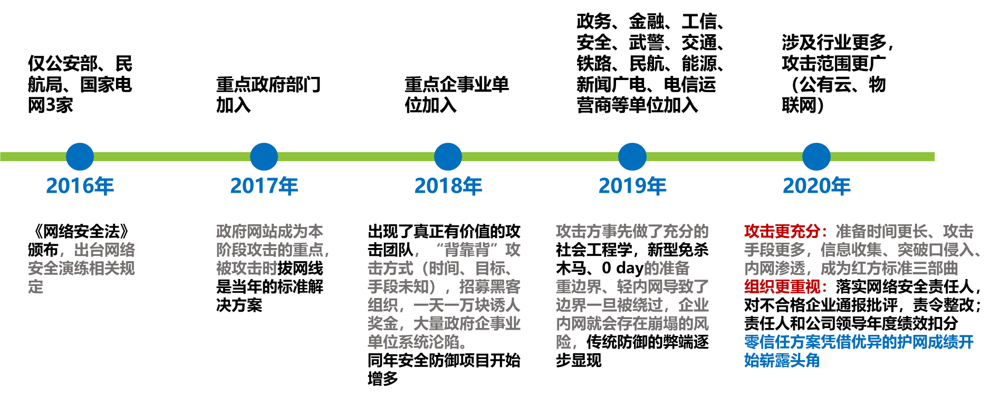 仅公安部、民
航局、国家电
网3家
重点政府部门
加入
重点企事业单
位加入
政务、金融、工信、
安全、武警、交通、
铁路、民航、能源、
新闻广电、电信运
营商等单位加入
涉及行业更多，
攻击范围更广
（公有云、物
联网）
2016年
2017年
2018年
2019年
2020年
《网络安全法》
颁布，出台网络
安全演练相关规
定
政府网站成为本
阶段攻击的重点，
被攻击时拔网线
是当年的标准解
决方案
出现了真正有价值的攻
击团队，“背靠背”攻
击方式（时间、目标、
手段未知），招募黑客
组织，一天一万块诱人
奖金，大量政府企事业
单位系统沦陷。
同年安全防御项目开始
增多
攻击方事先做了充分的
社会工程学，新型免杀
木马、0 day的准备
重边界、轻内网导致了
边界一旦被绕过，企业
内网就会存在崩塌的风
险，传统防御的弊端逐
步显现
攻击更充分：准备时间更长、攻击
手段更多，信息收集、突破口侵入、
内网渗透，成为红方标准三部曲
组织更重视：落实网络安全责任人，
对不合格企业通报批评，责令整改；
责任人和公司领导年度绩效扣分
零信任方案凭借优异的护网成绩开
始崭露头角